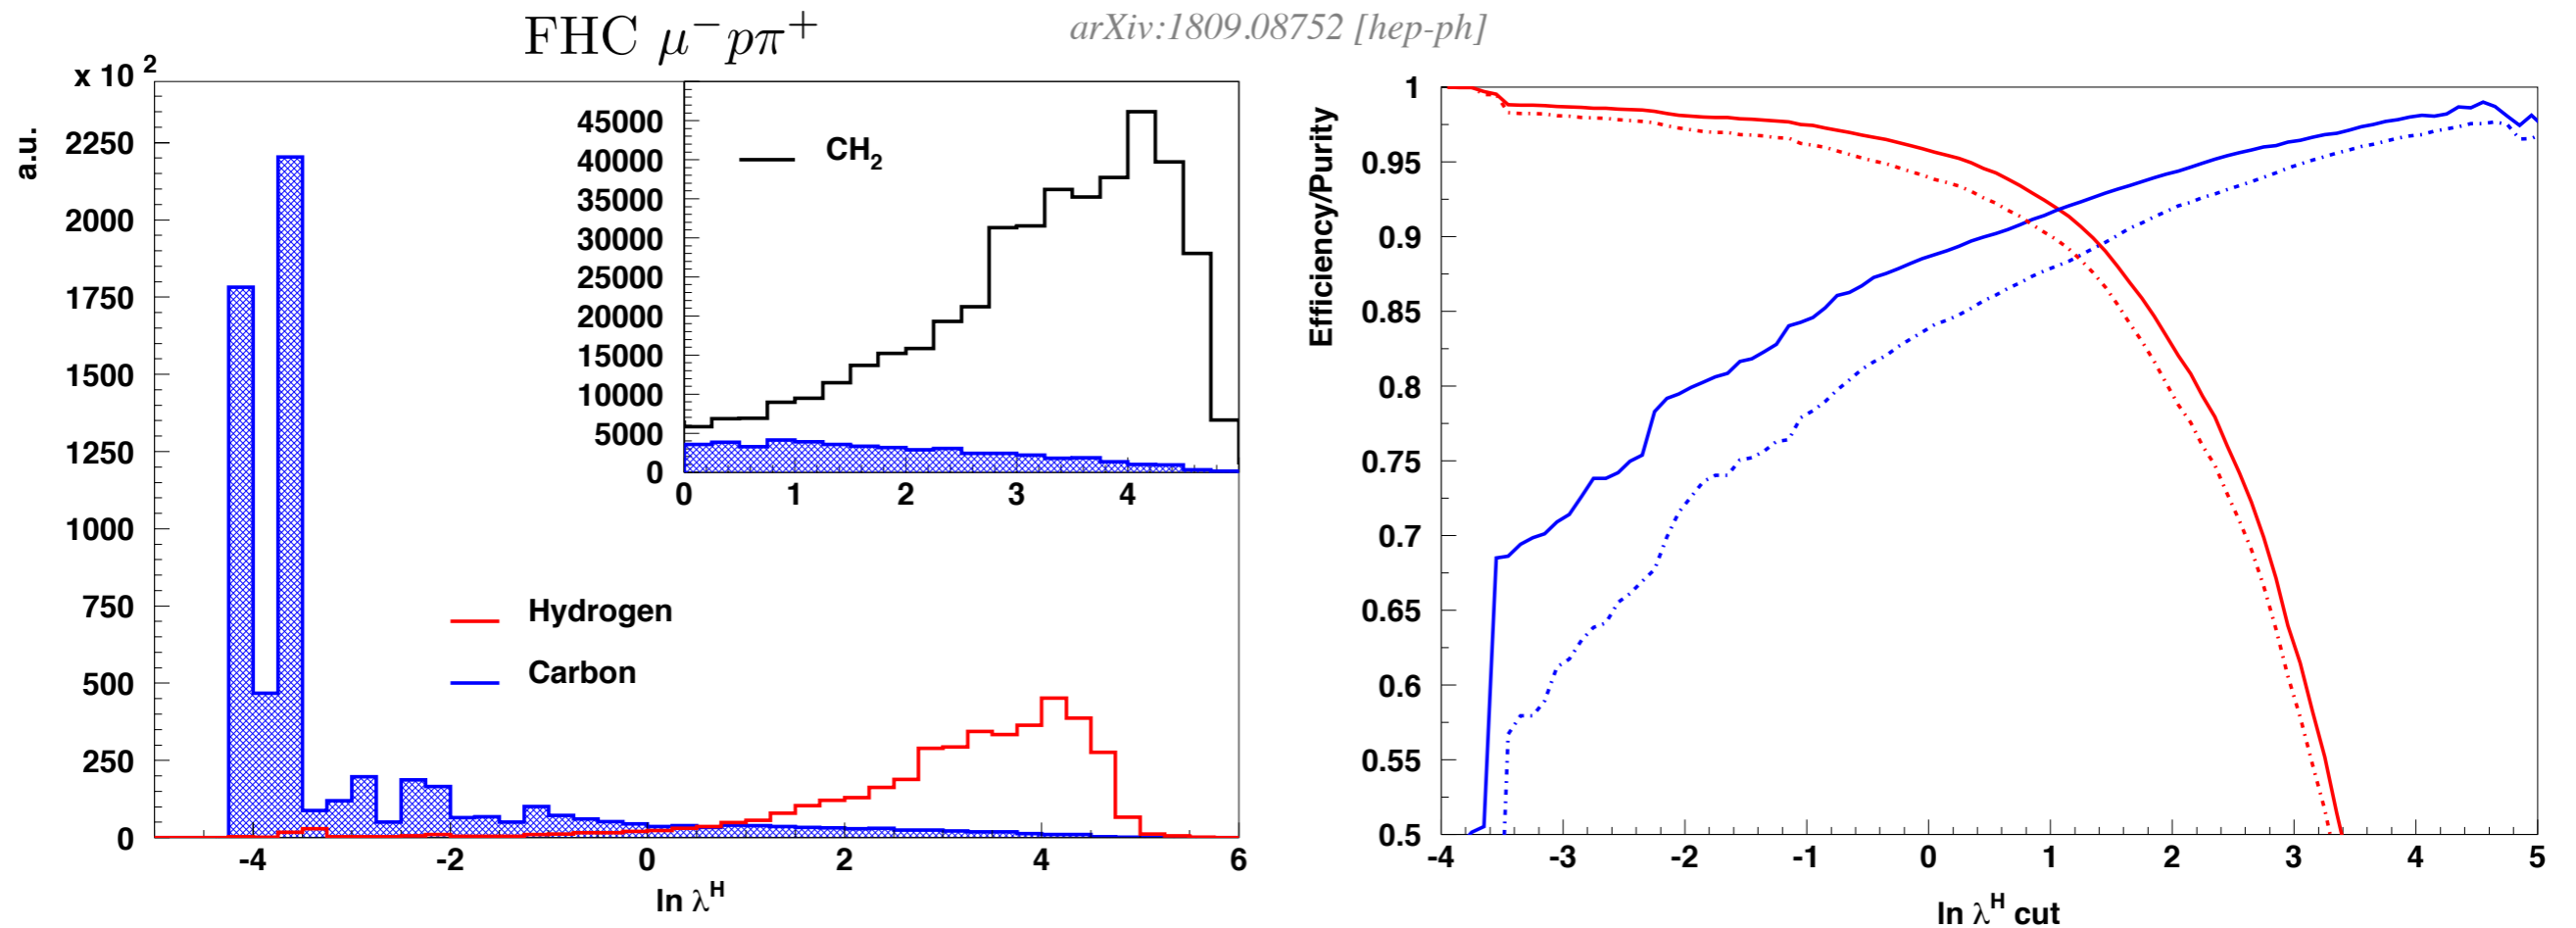 FHC μ⁻pπ⁺
arXiv:1809.08752 [hep-ph]
x 10²
a.u.
2250
2000
1750
1500
1250
1000
750
500
250
0
-4 -2 0 2 4 6
ln λᴴ
45000
40000
35000
30000
25000
20000
15000
10000
5000
0
0 1 2 3 4
CH₂
Hydrogen
Carbon
Efficiency/Purity
1
0.95
0.9
0.85
0.8
0.75
0.7
0.65
0.6
0.55
0.5
-4 -3 -2 -1 0 1 2 3 4 5
ln λᴴ cut